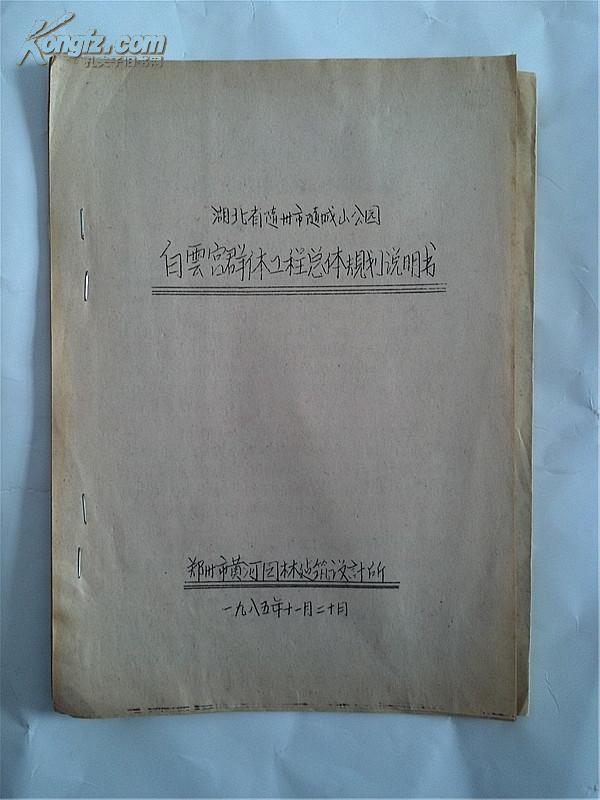 Kongfz.com
孔夫子旧书网
湖北省随州市随城山公园
白雲宫群体工程总体规划说明书
郑州市黄河园林建筑设计所
一九八五年十一月二十日